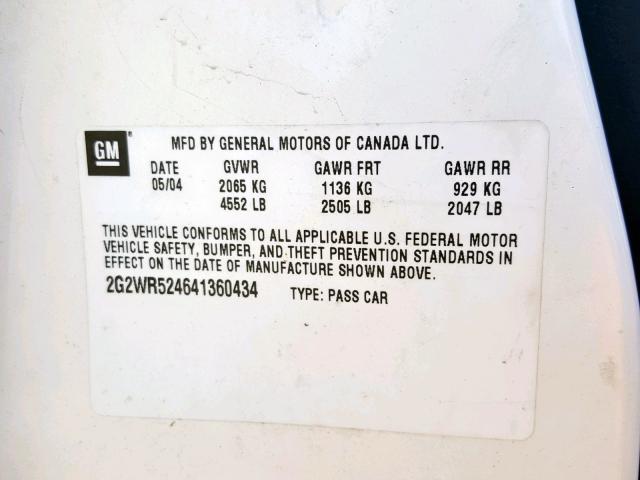 GM
MFD BY GENERAL MOTORS OF CANADA LTD.
DATE GVWR GAWR FRT GAWR RR
05/04 2065 KG 1136 KG 929 KG
4552 LB 2505 LB 2047 LB
THIS VEHICLE CONFORMS TO ALL APPLICABLE U.S. FEDERAL MOTOR
VEHICLE SAFETY, BUMPER, AND THEFT PREVENTION STANDARDS IN
EFFECT ON THE DATE OF MANUFACTURE SHOWN ABOVE.
2G2WR524641360434 TYPE: PASS CAR